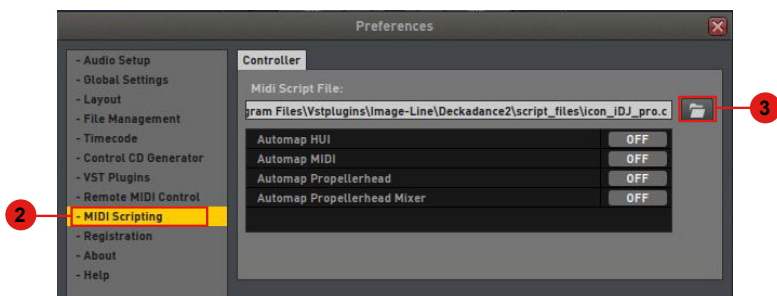 Preferences
- Audio Setup
- Global Settings
- Layout
- File Management
- Timecode
- Control CD Generator
- VST Plugins
- Remote MIDI Control
- MIDI Scripting
- Registration
- About
- Help
2
Controller
Midi Script File:
gram Files\Vstplugins\Image-Line\Deckadance2\script_files\icon_iDJ_pro.c
3
Automap HUI OFF
Automap MIDI OFF
Automap Propellerhead OFF
Automap Propellerhead Mixer OFF